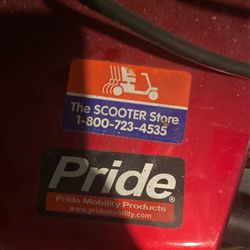 The SCOOTER Store
1-800-723-4535
Pride®
Pride Mobility Products
www.pridemobility.com